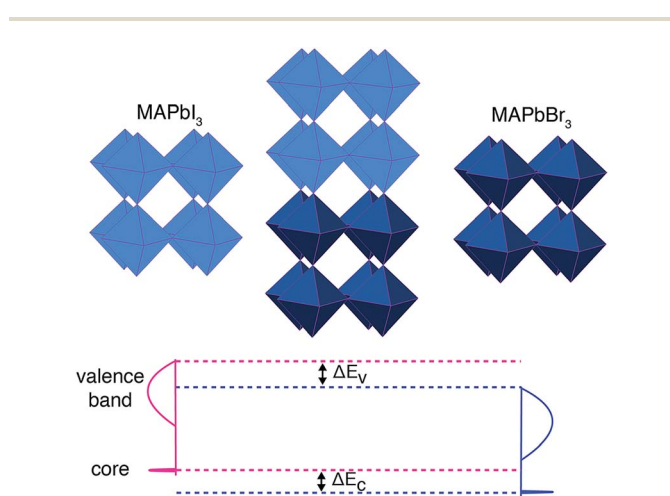 MAPbI3
MAPbBr3
valence
band
ΔEv
core
ΔEc